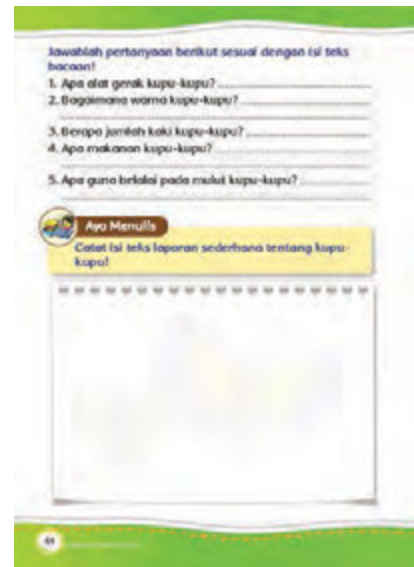 Jawablah pertanyaan berikut sesuai dengan isi teks
bacaan!
1. Apa alat gerak kupu-kupu?
2. Bagaimana warna kupu-kupu?
3. Berapa jumlah kaki kupu-kupu?
4. Apa makanan kupu-kupu?
5. Apa guna belalai pada mulut kupu-kupu?
Ayo Menulis
Catat isi teks laporan sederhana tentang kupu-
kupu!